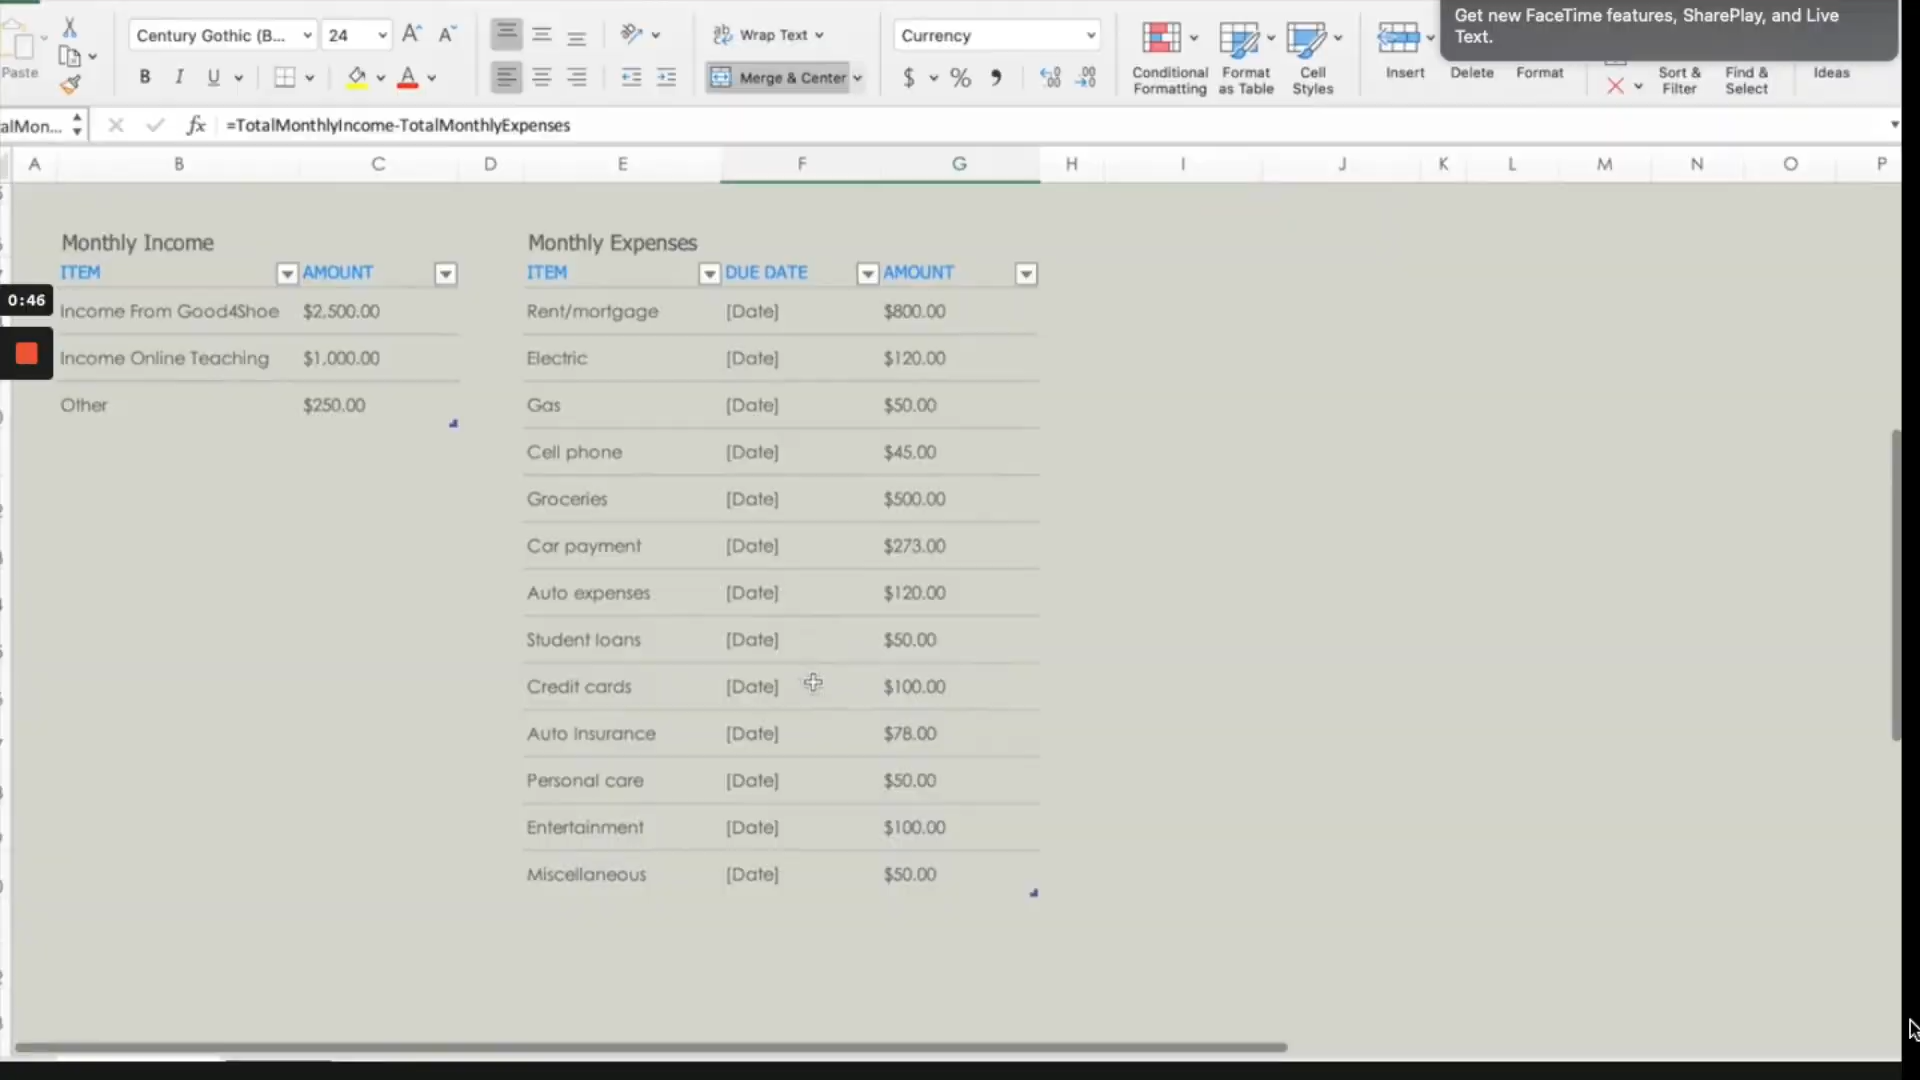 Get new FaceTime features, SharePlay, and Live
Text.
Century Gothic (B... 24 A^ A˅ ab Wrap Text Currency
Paste B I U A Merge & Center $ % Conditional Formatting Format as Table Cell Styles Insert Delete Format Sort & Filter Find & Select Ideas
alMon... fx =TotalMonthlyIncome-TotalMonthlyExpenses
A B C D E F G H I J K L M N O P
Monthly Income Monthly Expenses
ITEM AMOUNT ITEM DUE DATE AMOUNT
0:46
Income From Good4Shoe $2,500.00 Rent/mortgage [Date] $800.00
Income Online Teaching $1,000.00 Electric [Date] $120.00
Other $250.00 Gas [Date] $50.00
Cell phone [Date] $45.00
Groceries [Date] $500.00
Car payment [Date] $273.00
Auto expenses [Date] $120.00
Student loans [Date] $50.00
Credit cards [Date] $100.00
Auto Insurance [Date] $78.00
Personal care [Date] $50.00
Entertainment [Date] $100.00
Miscellaneous [Date] $50.00